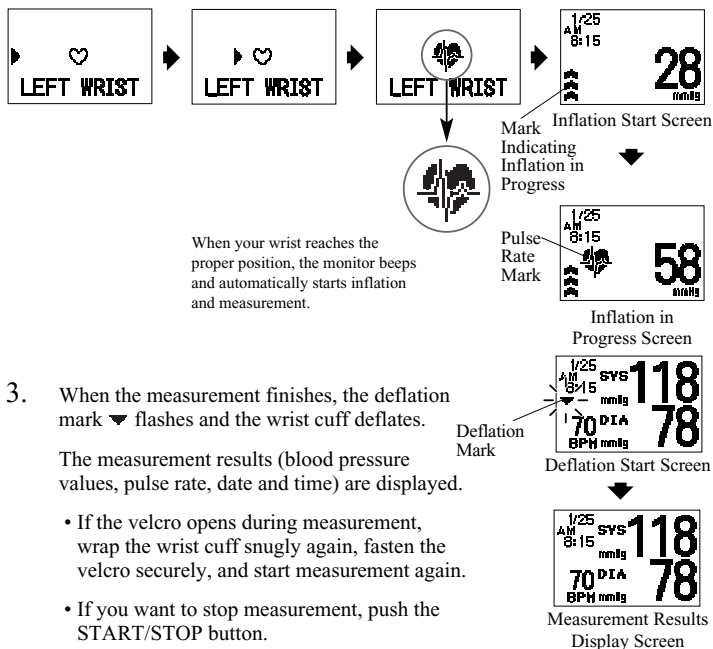 LEFT WRIST
LEFT WRIST
LEFT WRIST
1/25
AM
8:15
28
mmHg
Inflation Start Screen
Mark
Indicating
Inflation in
Progress
When your wrist reaches the
proper position, the monitor beeps
and automatically starts inflation
and measurement.
Pulse
Rate
Mark
1/25
AM
8:15
58
mmHg
Inflation in
Progress Screen
3. When the measurement finishes, the deflation
mark flashes and the wrist cuff deflates.
The measurement results (blood pressure
values, pulse rate, date and time) are displayed.
• If the velcro opens during measurement,
wrap the wrist cuff snugly again, fasten the
velcro securely, and start measurement again.
• If you want to stop measurement, push the
START/STOP button.
Deflation
Mark
1/25
AM
8:15
SYS 118
mmHg
70 DIA 78
BPM mmHg
Deflation Start Screen
1/25
AM
8:15
SYS 118
mmHg
70 DIA 78
BPM mmHg
Measurement Results
Display Screen